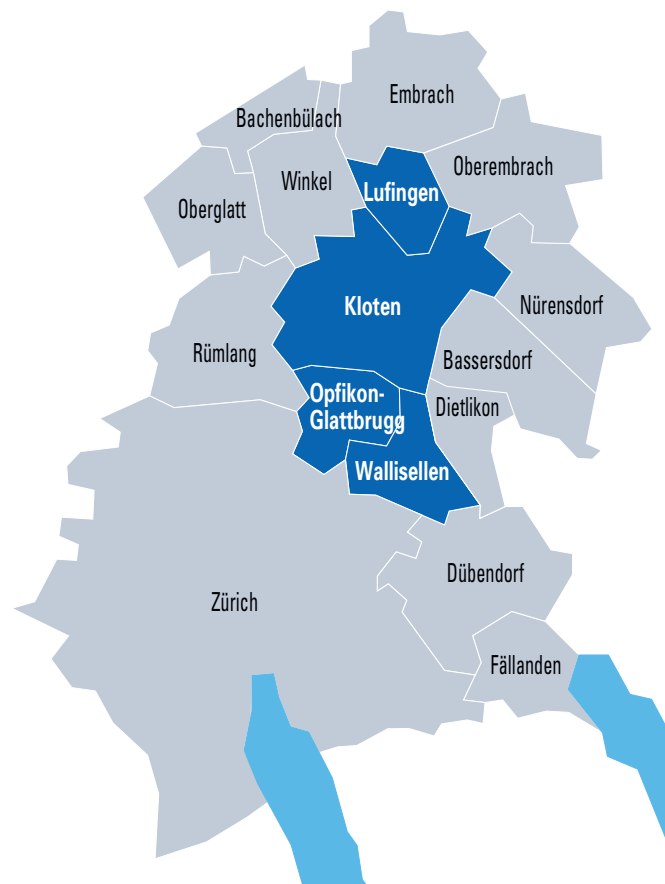 Embrach
Bachenbülach
Oberembrach
Winkel
Lufingen
Oberglatt
Kloten
Nürensdorf
Rümlang
Bassersdorf
Opfikon-
Glattbrugg
Dietlikon
Wallisellen
Dübendorf
Zürich
Fällanden